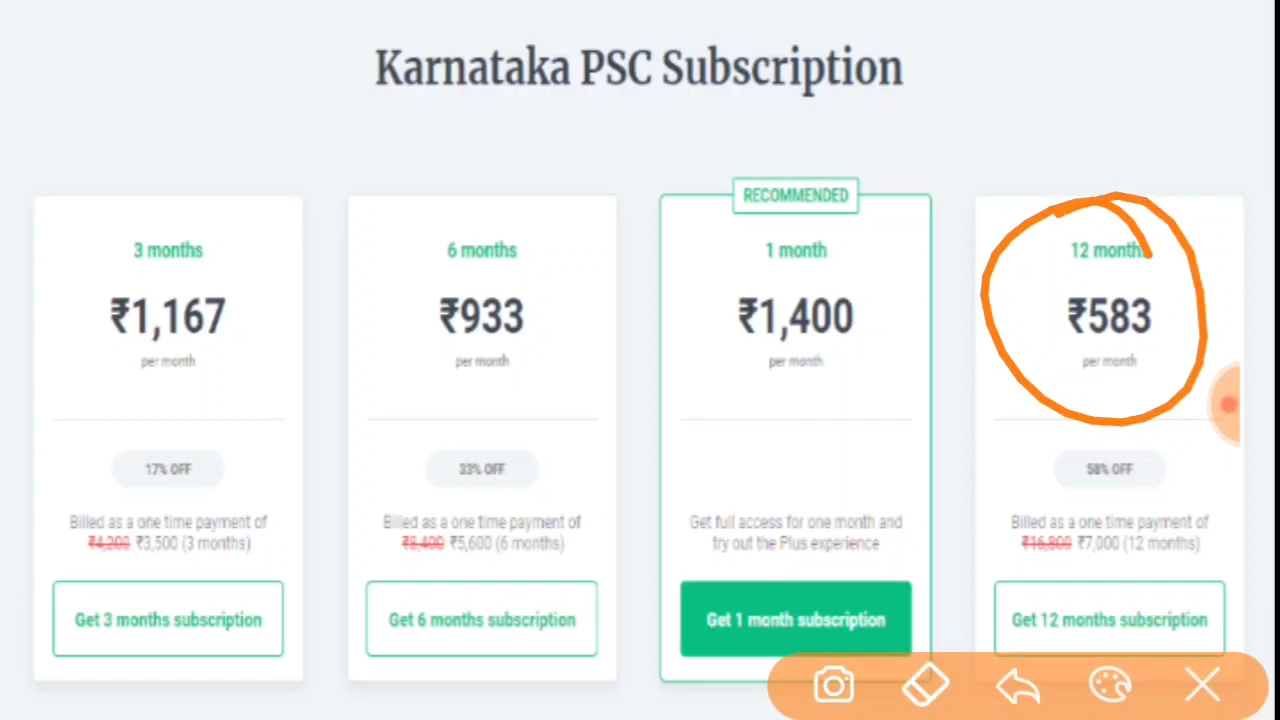 Karnataka PSC Subscription
3 months
₹1,167
per month
17% OFF
Billed as a one time payment of
₹4,200 ₹3,500 (3 months)
Get 3 months subscription
6 months
₹933
per month
33% OFF
Billed as a one time payment of
₹8,400 ₹5,600 (6 months)
Get 6 months subscription
RECOMMENDED
1 month
₹1,400
per month
Get full access for one month and
try out the Plus experience
Get 1 month subscription
12 months
₹583
per month
58% OFF
Billed as a one time payment of
₹16,800 ₹7,000 (12 months)
Get 12 months subscription